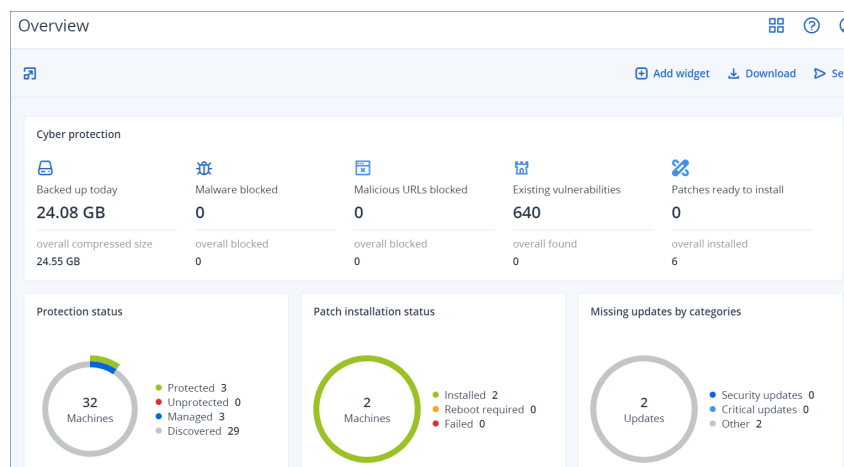 Overview
Add widget
Download
Se
Cyber protection
Backed up today
24.08 GB
overall compressed size
24.55 GB
Malware blocked
0
overall blocked
0
Malicious URLs blocked
0
overall blocked
0
Existing vulnerabilities
640
overall found
0
Patches ready to install
0
overall installed
6
Protection status
32
Machines
Protected 3
Unprotected 0
Managed 3
Discovered 29
Patch installation status
2
Machines
Installed 2
Reboot required 0
Failed 0
Missing updates by categories
2
Updates
Security updates 0
Critical updates 0
Other 2